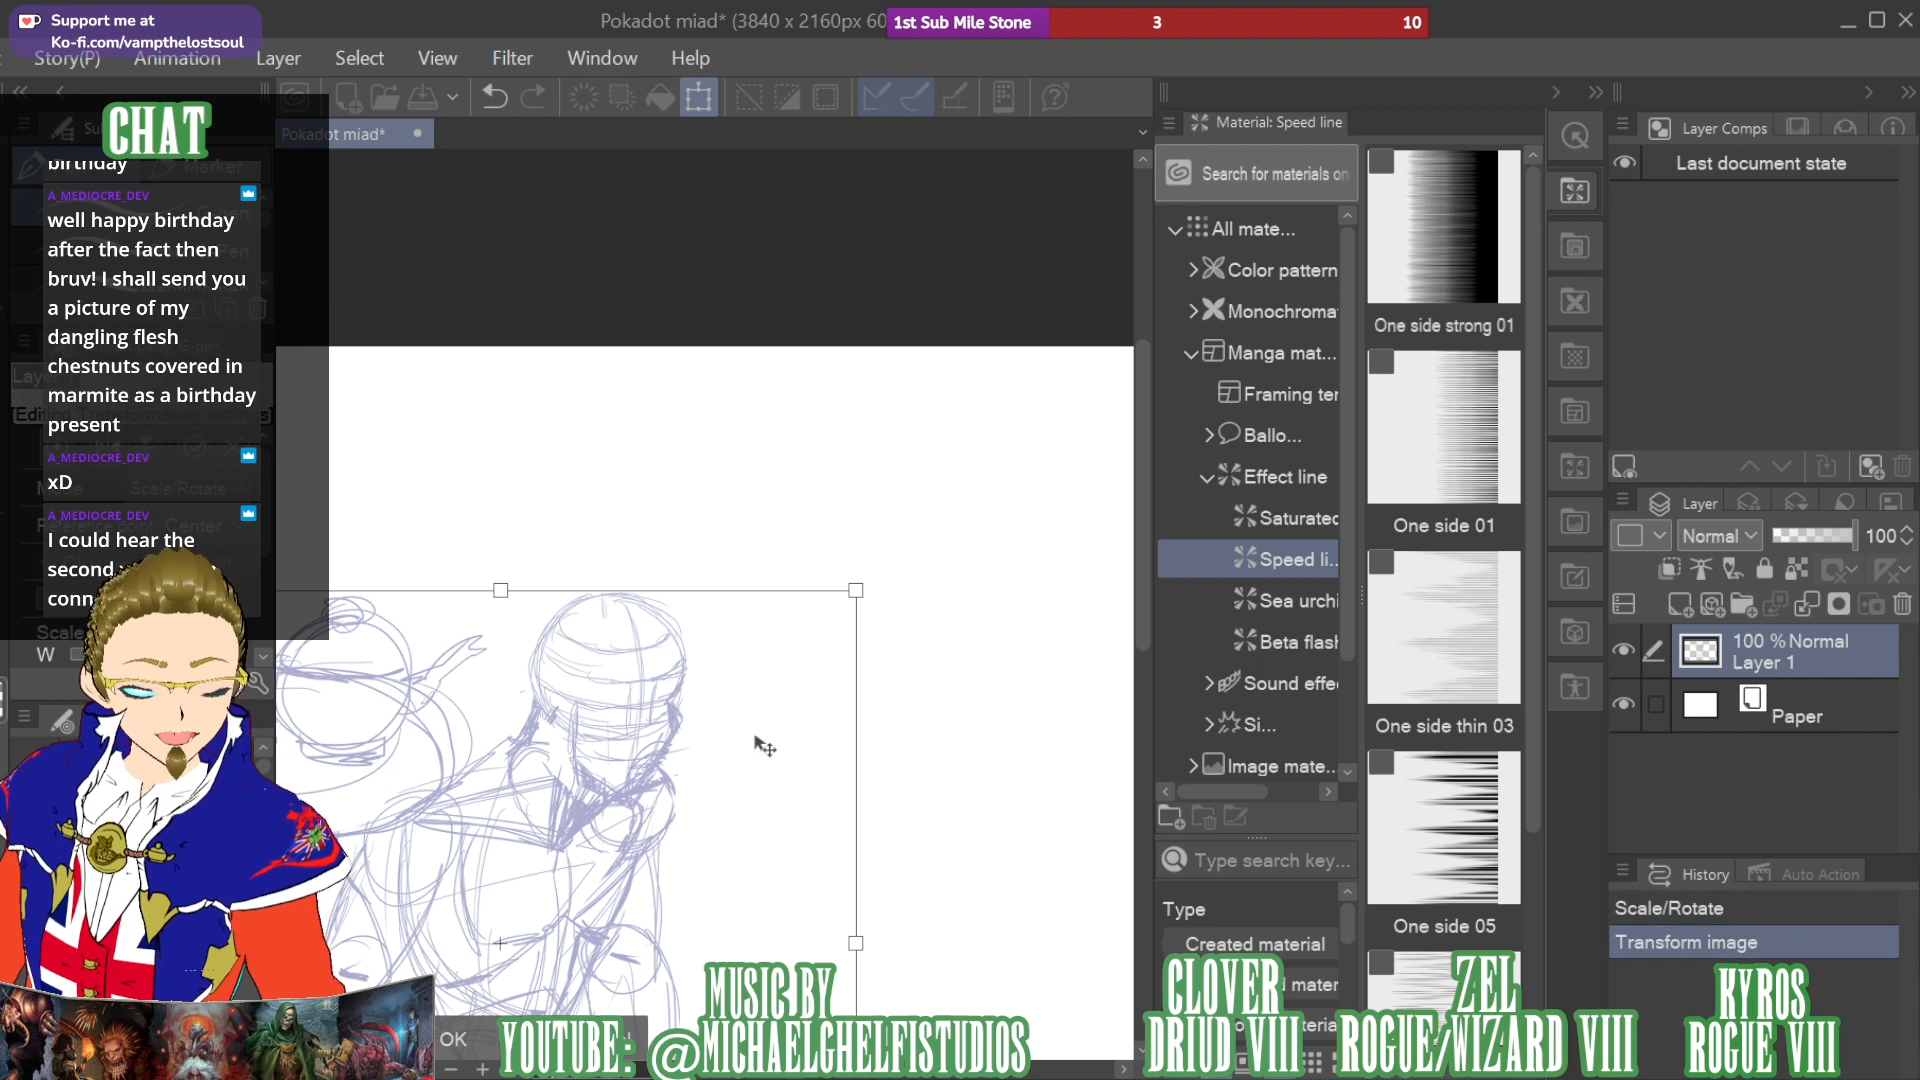 Support me at
Ko-fi.com/vampthelostsoul
Pokadot miad* (3840 x 2160px 60
1st Sub Mile Stone
3
10
Story(P)
Animation
Layer
Select
View
Filter
Window
Help
CHAT
Pokadot miad*
birthday
Marker
A_MEDIOCRE_DEV
well happy birthday
after the fact then
bruv! I shall send you
a picture of my
dangling flesh
chestnuts covered in
marmite as a birthday
present
A_MEDIOCRE_DEV
xD
Scale/Rotate
A_MEDIOCRE_DEV
Center
I could hear the
second
conn
Scale
W
OK
Material: Speed line
Search for materials on
All mate...
Color pattern
Monochroma
Manga mat...
Framing ter
Ballo...
Effect line
Saturated
Speed li..
Sea urchi
Beta flash
Sound effe
Si...
Image mate..
Type search key...
Type
Created material
One side strong 01
One side 01
One side thin 03
One side 05
Layer Comps
Last document state
Layer
Normal
100
100 % Normal
Layer 1
Paper
History
Auto Action
Scale/Rotate
Transform image
MUSIC BY
YOUTUBE: @MICHAELGHELFISTUDIOS
CLOVER
DRIUD VIII
ZEL
ROGUE/WIZARD VIII
KYROS
ROGUE VIII